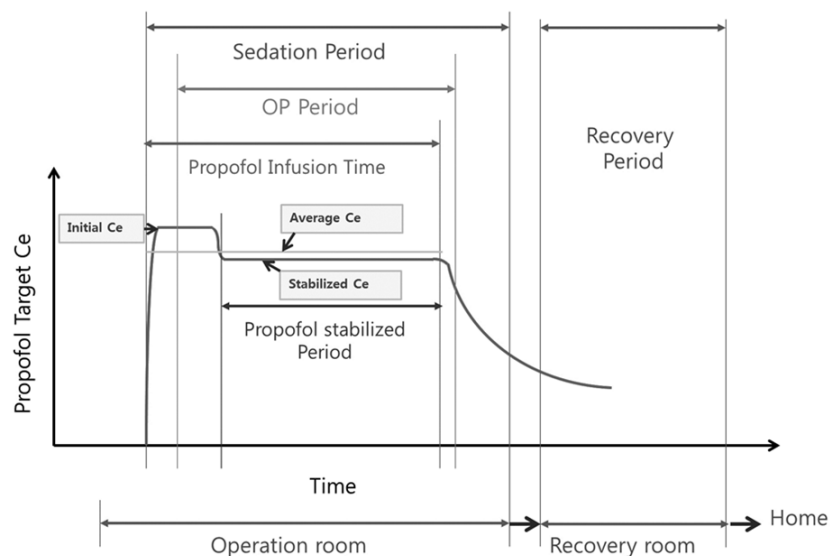 Sedation Period
OP Period
Propofol Infusion Time
Recovery
Period
Initial Ce
Average Ce
Stabilized Ce
Propofol stabilized
Period
Propofol Target Ce
Time
Home
Operation room
Recovery room